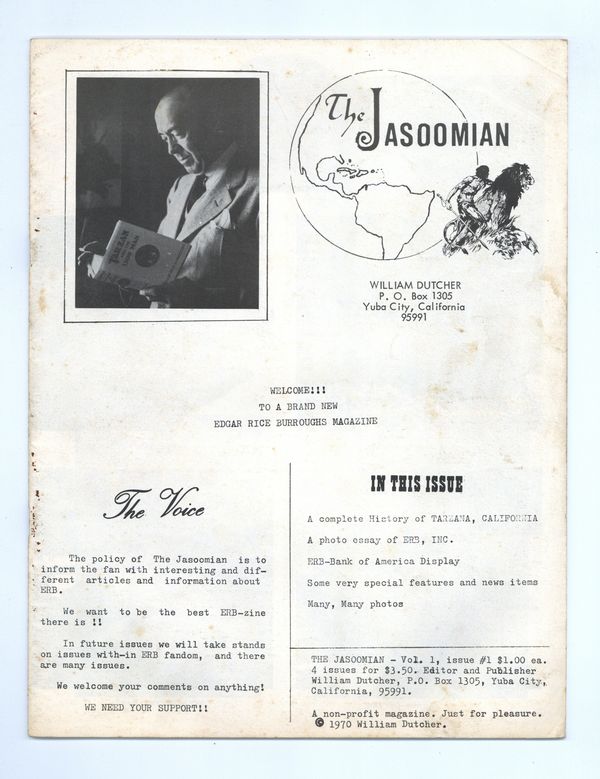 The JASOOMIAN
TARZAN
AND THE
LION MAN
WILLIAM DUTCHER
P. O. Box 1305
Yuba City, California
95991
WELCOME!!!
TO A BRAND NEW
EDGAR RICE BURROUGHS MAGAZINE
The Voice
The policy of The Jasoomian is to
inform the fan with interesting and dif-
ferent articles and information about
ERB.
We want to be the best ERB-zine
there is !!
In future issues we will take stands
on issues with-in ERB fandom, and there
are many issues.
We welcome your comments on anything!
WE NEED YOUR SUPPORT!!
IN THIS ISSUE
A complete History of TARZANA, CALIFORNIA
A photo essay of ERB, INC.
ERB-Bank of America Display
Some very special features and news items
Many, Many photos
THE JASOOMIAN - Vol. 1, issue #1 $1.00 ea.
4 issues for $3.50. Editor and Publisher
William Dutcher, P.O. Box 1305, Yuba City,
California, 95991.
A non-profit magazine. Just for pleasure.
© 1970 William Dutcher.